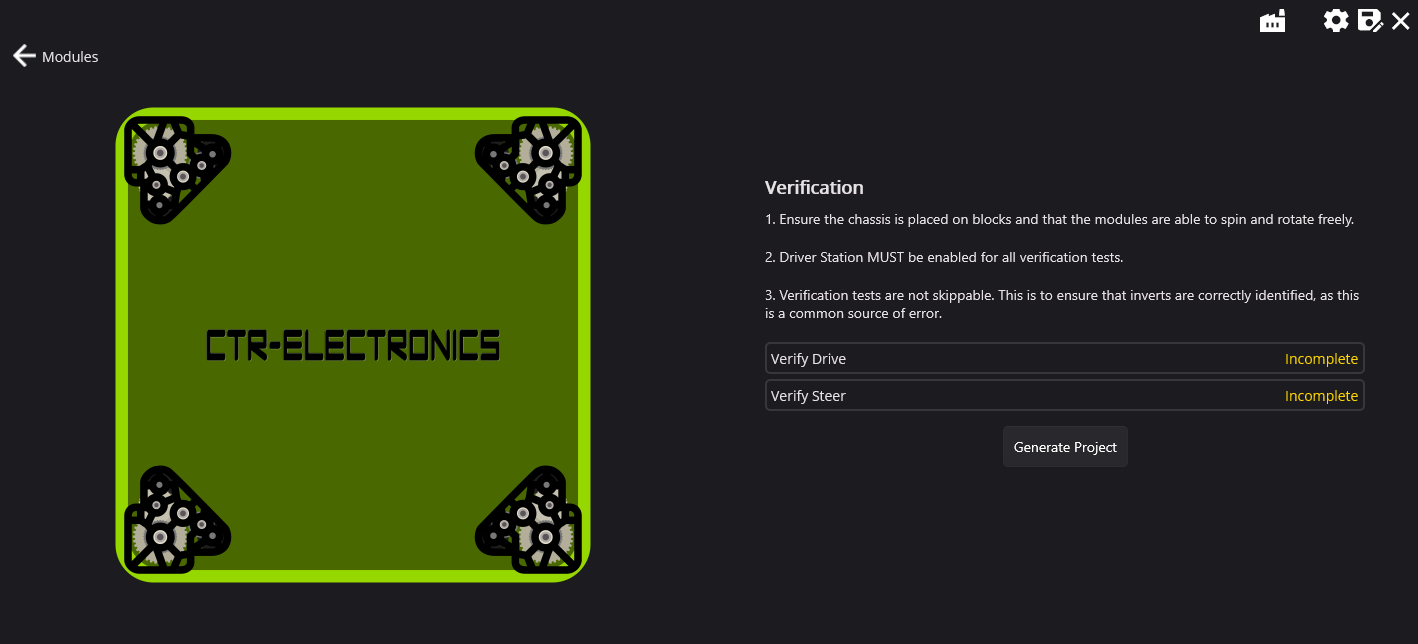 Modules
CTR-ELECTRONICS
Verification
1. Ensure the chassis is placed on blocks and that the modules are able to spin and rotate freely.
2. Driver Station MUST be enabled for all verification tests.
3. Verification tests are not skippable. This is to ensure that inverts are correctly identified, as this
is a common source of error.
Verify Drive Incomplete
Verify Steer Incomplete
Generate Project